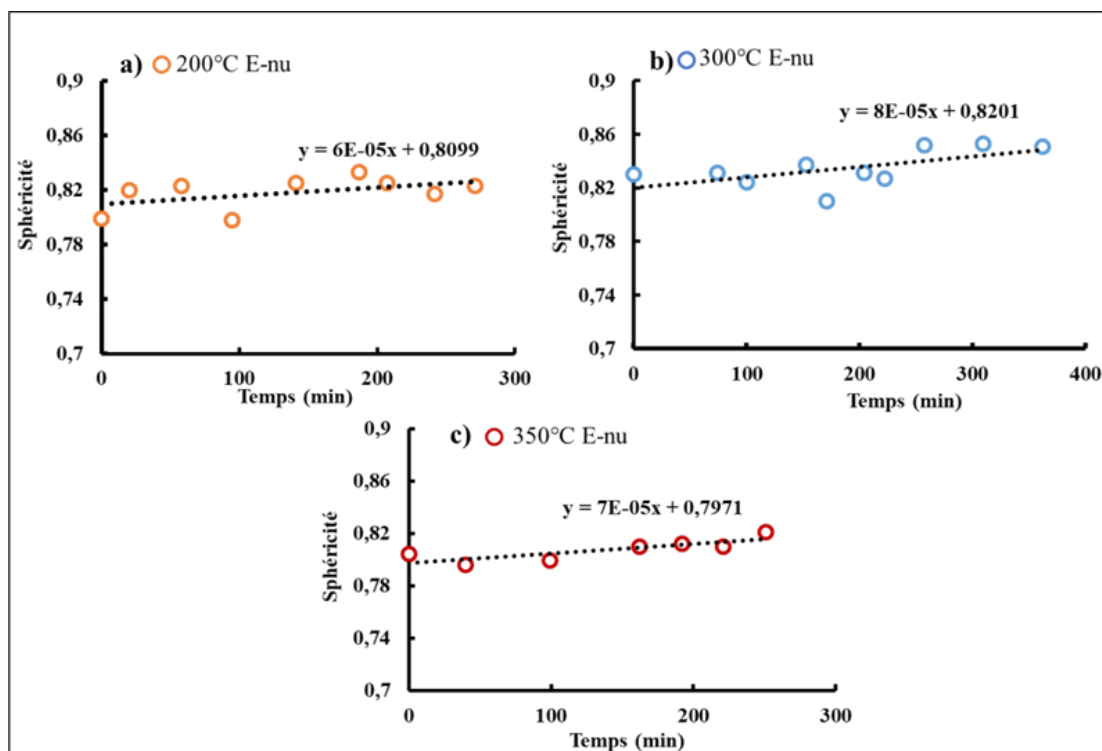 a) 200°C E-nu
0,9
0,86
0,82
0,78
0,74
0,7
Sphéricité
y = 6E-05x + 0,8099
0 100 200 300
Temps (min)
b) 300°C E-nu
0,9
0,86
0,82
0,78
0,74
0,7
Sphéricité
y = 8E-05x + 0,8201
0 100 200 300 400
Temps (min)
c) 350°C E-nu
0,9
0,86
0,82
0,78
0,74
0,7
Sphéricité
y = 7E-05x + 0,7971
0 100 200 300
Temps (min)